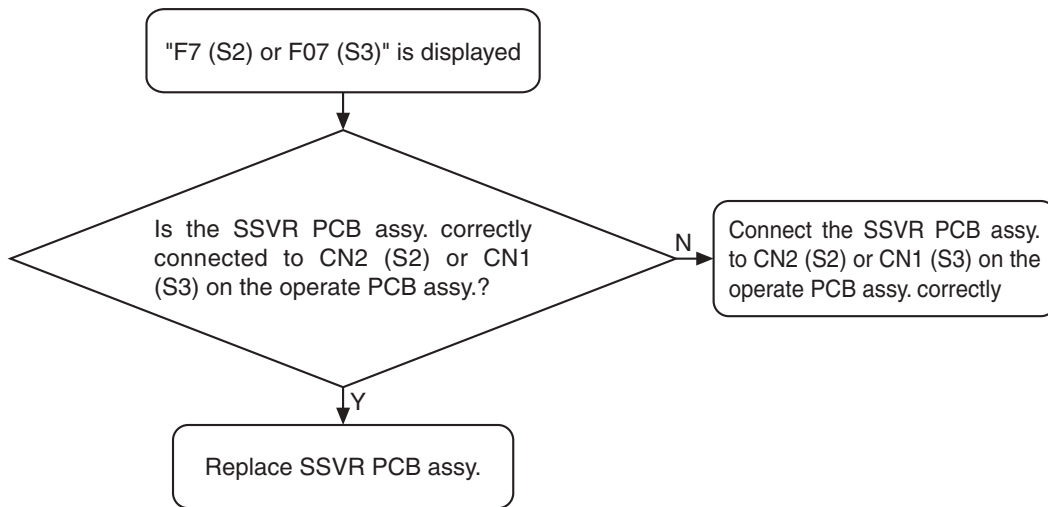 "F7 (S2) or F07 (S3)" is displayed
Is the SSVR PCB assy. correctly
connected to CN2 (S2) or CN1
(S3) on the operate PCB assy.?
N
Connect the SSVR PCB assy.
to CN2 (S2) or CN1 (S3) on the
operate PCB assy. correctly
Y
Replace SSVR PCB assy.